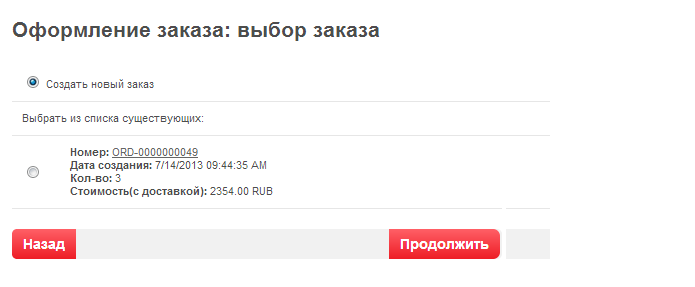 Оформление заказа: выбор заказа
Создать новый заказ
Выбрать из списка существующих:
Номер: ORD-0000000049
Дата создания: 7/14/2013 09:44:35 AM
Кол-во: 3
Стоимость(с доставкой): 2354.00 RUB
Назад
Продолжить